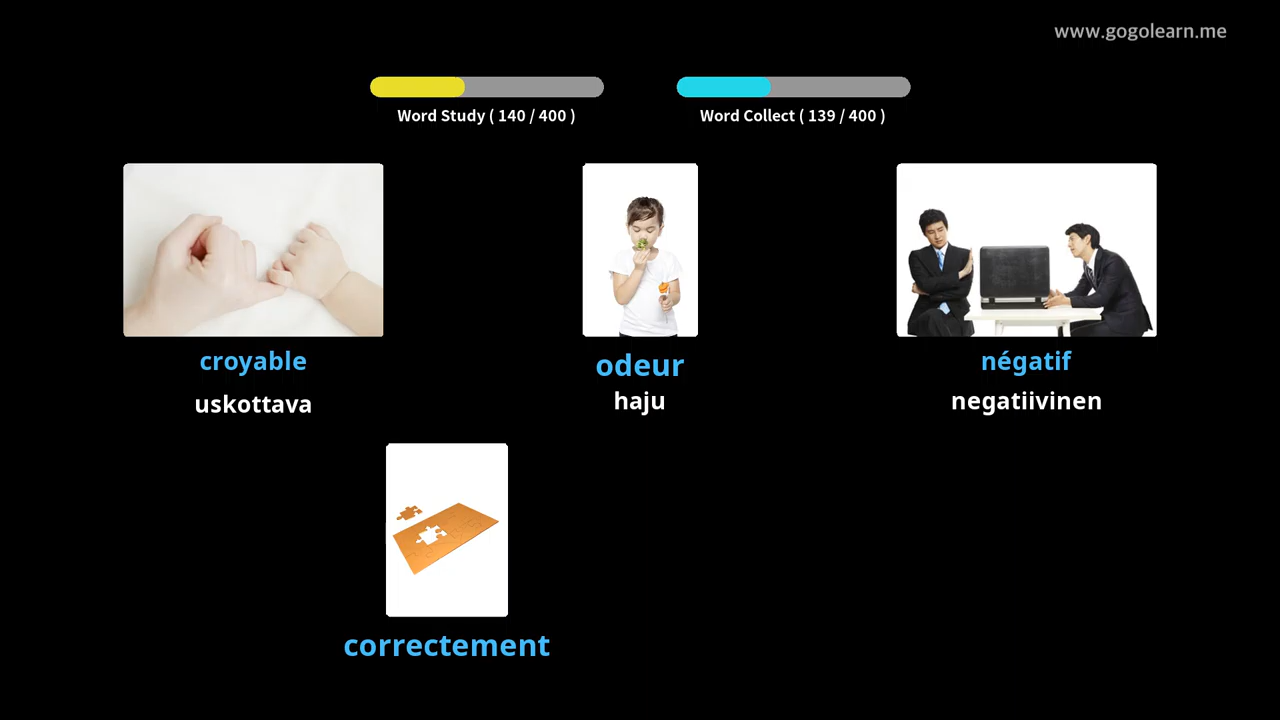 www.gogolearn.me
Word Study ( 140 / 400 )
Word Collect ( 139 / 400 )
croyable
uskottava
odeur
haju
négatif
negatiivinen
correctement